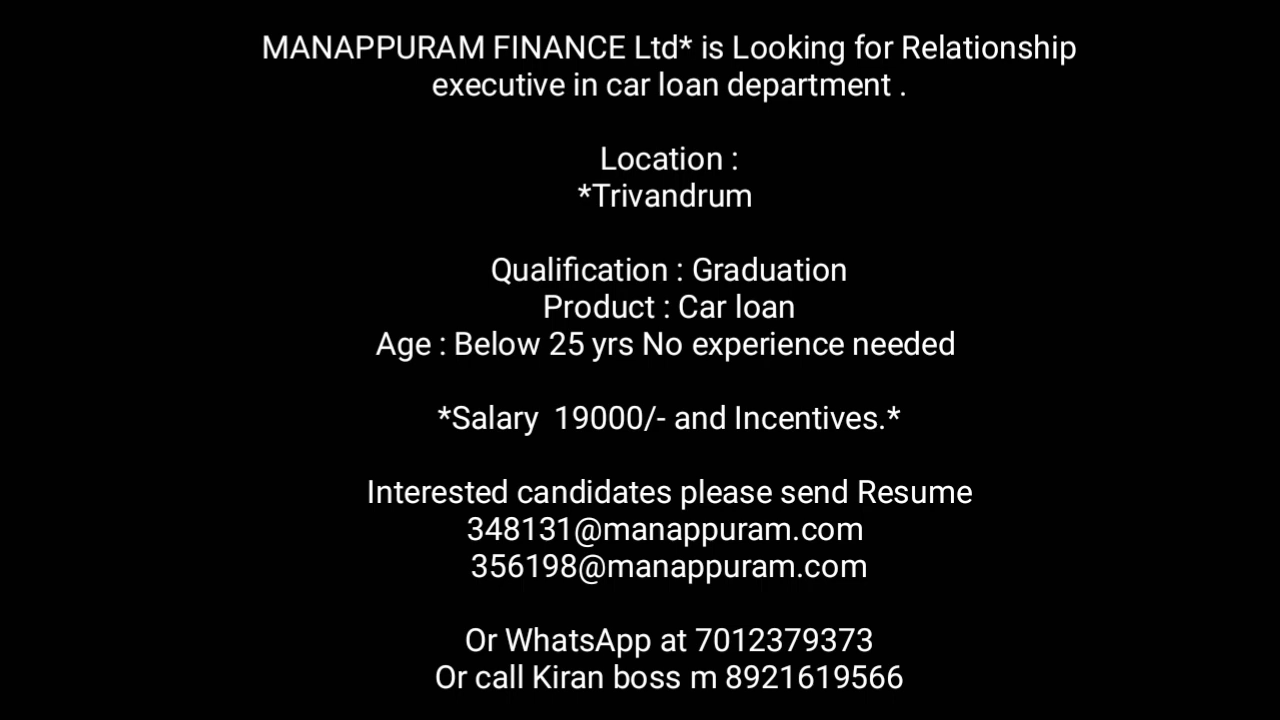 MANAPPURAM FINANCE Ltd* is Looking for Relationship
executive in car loan department .
Location :
*Trivandrum
Qualification : Graduation
Product : Car loan
Age : Below 25 yrs No experience needed
*Salary  19000/- and Incentives.*
Interested candidates please send Resume
348131@manappuram.com
356198@manappuram.com
Or WhatsApp at 7012379373
Or call Kiran boss m 8921619566